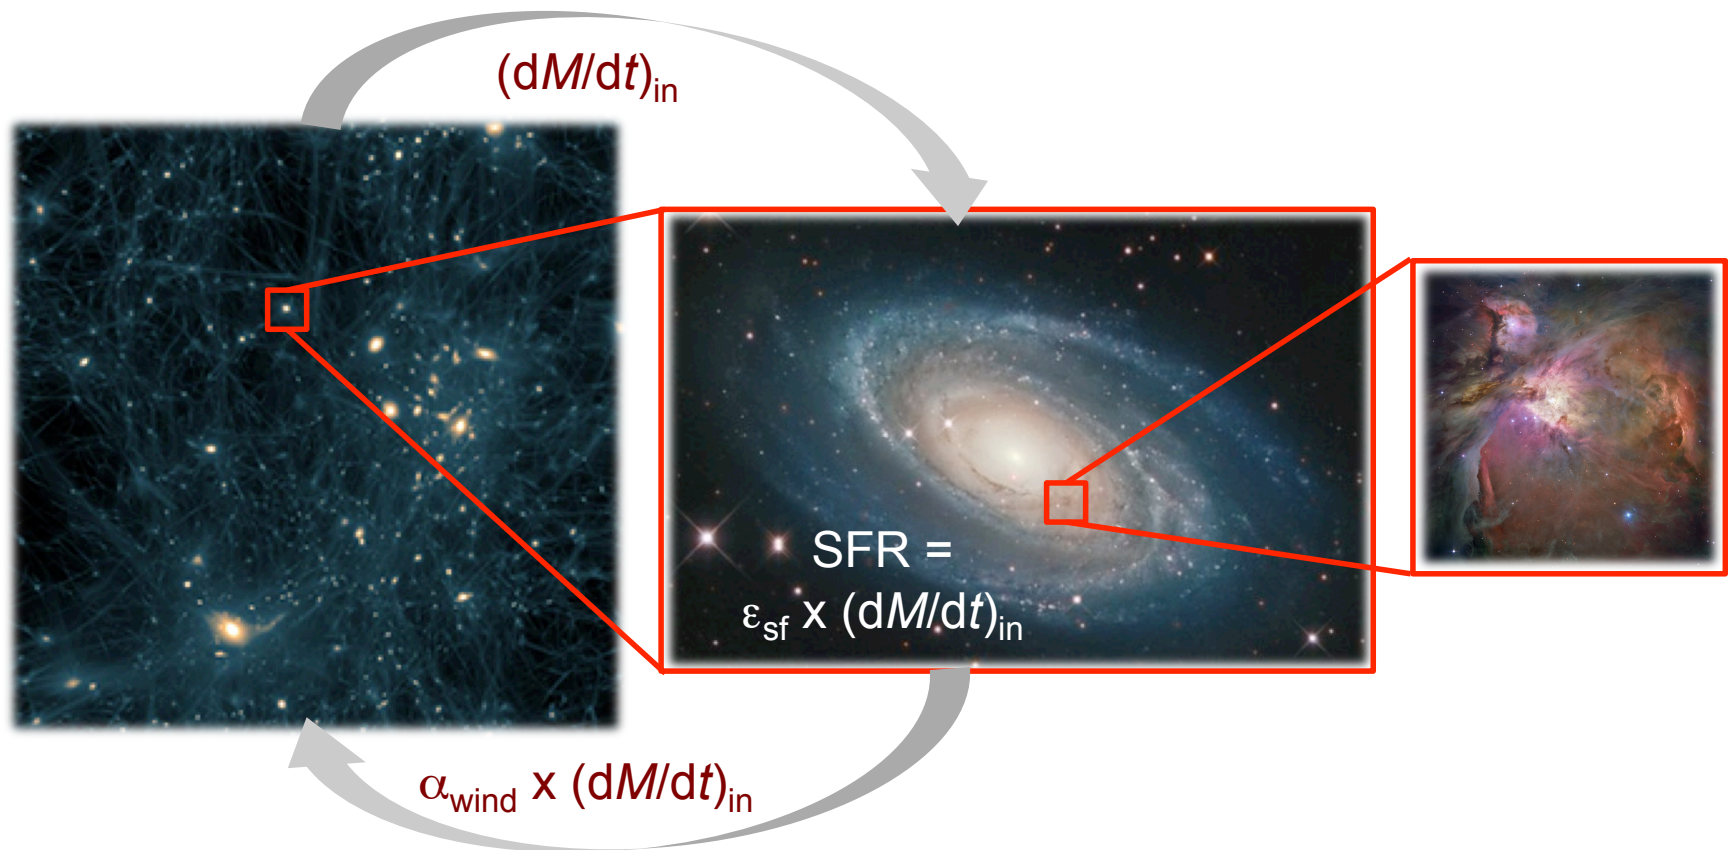 (dM/dt)in
SFR =
εsf x (dM/dt)in
αwind x (dM/dt)in